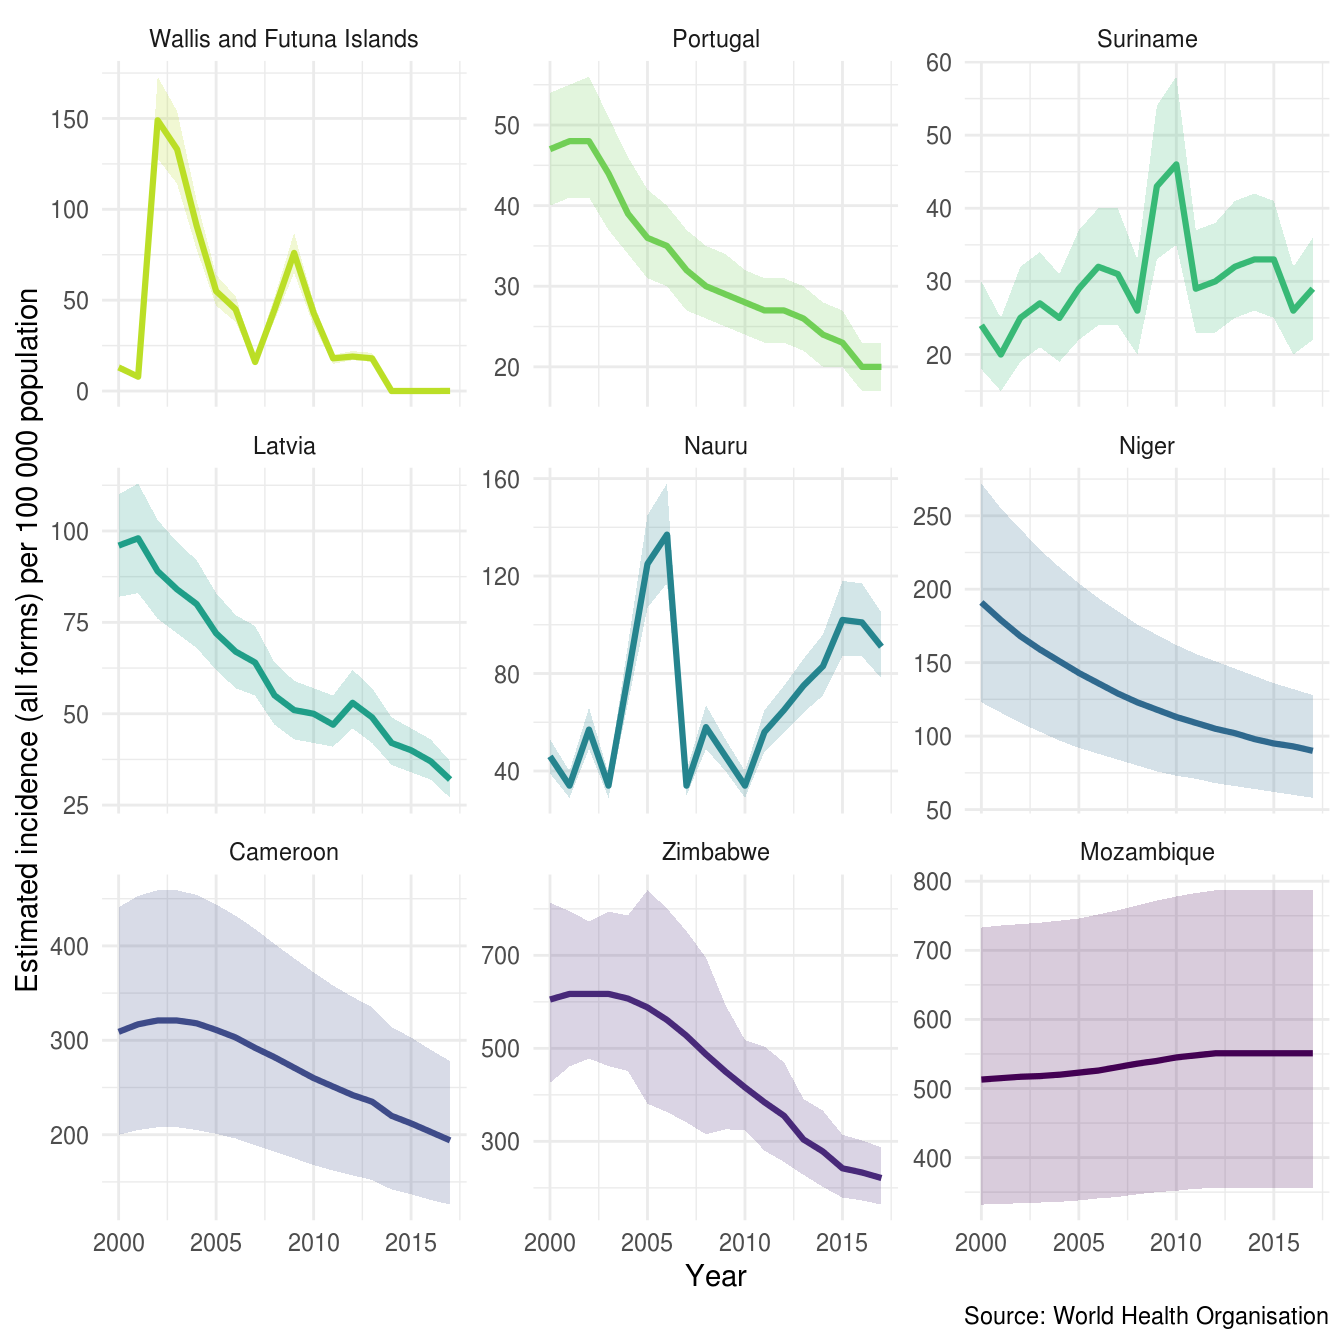 Wallis and Futuna Islands
Portugal
Suriname
150
100
50
0
50
40
30
20
60
50
40
30
20
Latvia
Nauru
Niger
100
75
50
25
160
120
80
40
250
200
150
100
50
Cameroon
Zimbabwe
Mozambique
400
300
200
700
500
300
800
700
600
500
400
2000 2005 2010 2015
2000 2005 2010 2015
2000 2005 2010 2015
Estimated incidence (all forms) per 100 000 population
Year
Source: World Health Organisation